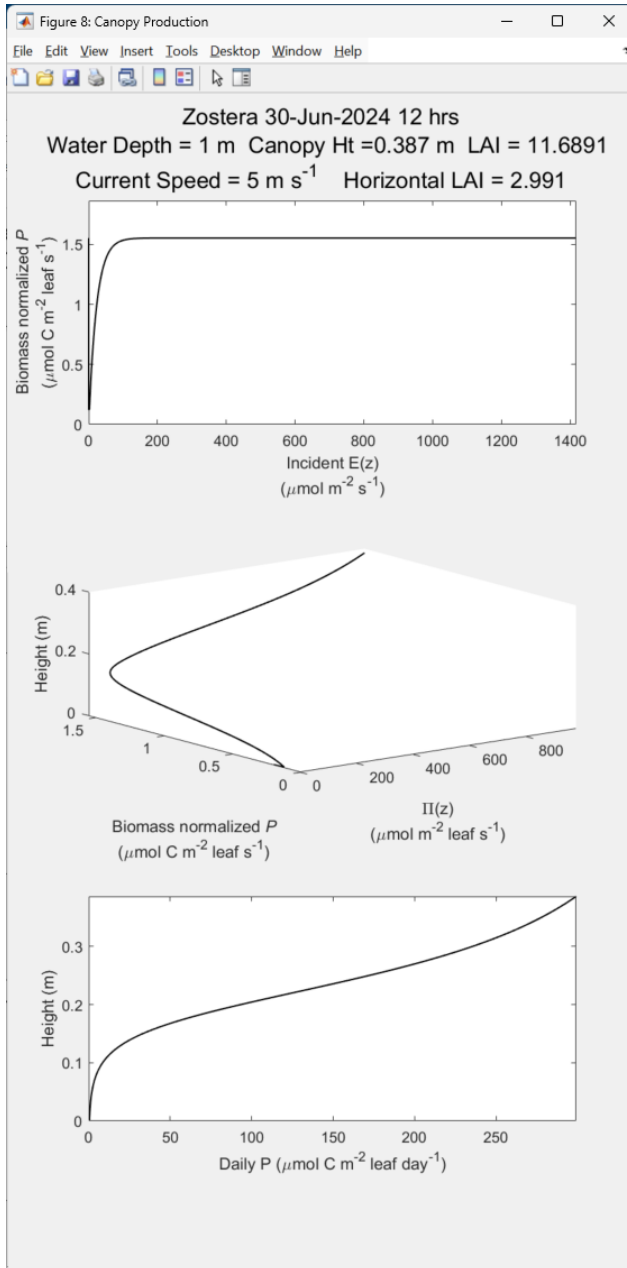 Figure 8: Canopy Production
File Edit View Insert Tools Desktop Window Help
Zostera 30-Jun-2024 12 hrs
Water Depth = 1 m  Canopy Ht =0.387 m  LAI = 11.6891
Current Speed = 5 m s-1    Horizontal LAI = 2.991
Biomass normalized P
(μmol C m-2 leaf s-1)
1.5
1
0.5
0
0 200 400 600 800 1000 1200 1400
Incident E(z)
(μmol m-2 s-1)
Height (m)
0.4
0.2
0
1.5 1 0.5 0
0 200 400 600 800
Biomass normalized P
(μmol C m-2 leaf s-1)
Π(z)
(μmol m-2 leaf s-1)
Height (m)
0.3
0.2
0.1
0
0 50 100 150 200 250
Daily P (μmol C m-2 leaf day-1)